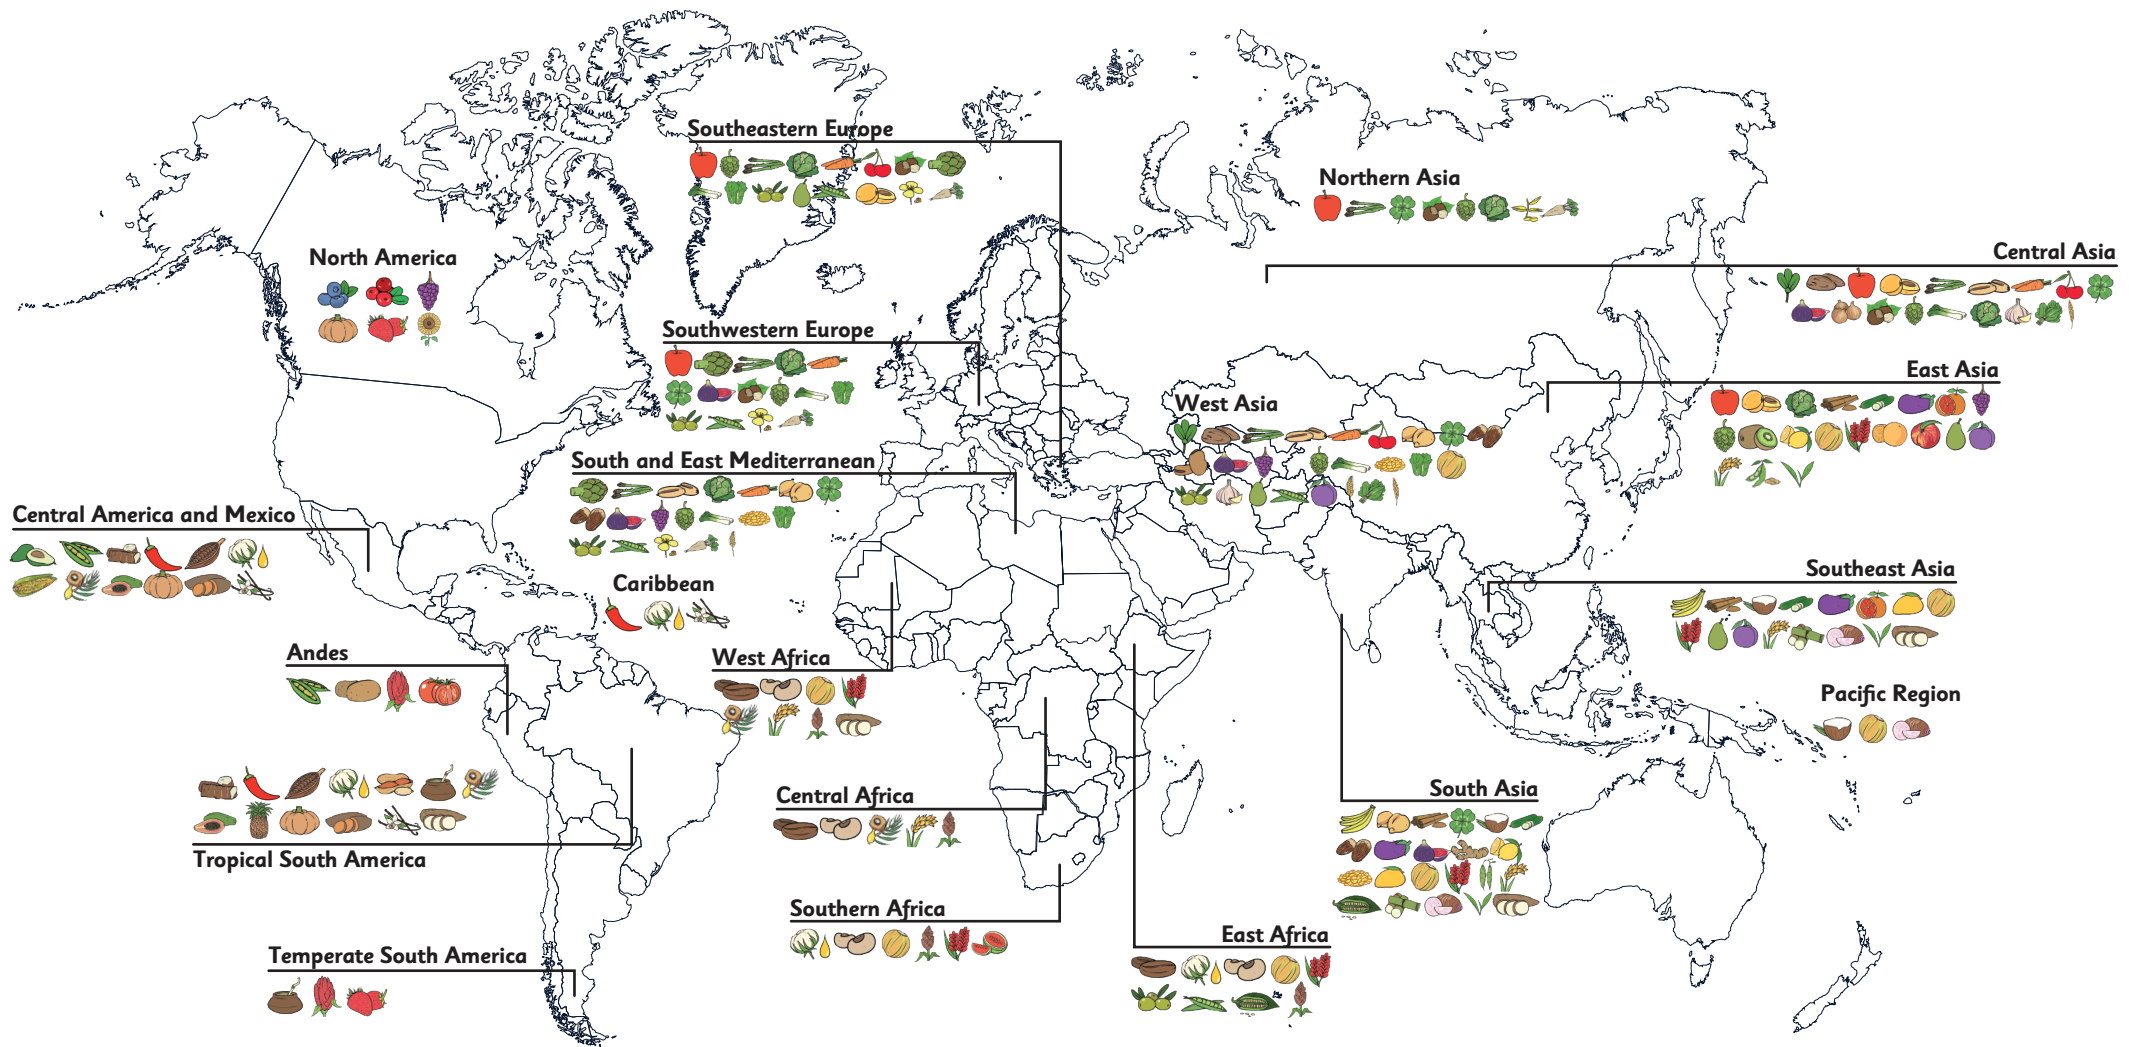 Southeastern Europe
Northern Asia
Central Asia
North America
Southwestern Europe
East Asia
West Asia
South and East Mediterranean
Central America and Mexico
Southeast Asia
Caribbean
Andes
West Africa
Pacific Region
South Asia
Central Africa
Tropical South America
Southern Africa
East Africa
Temperate South America